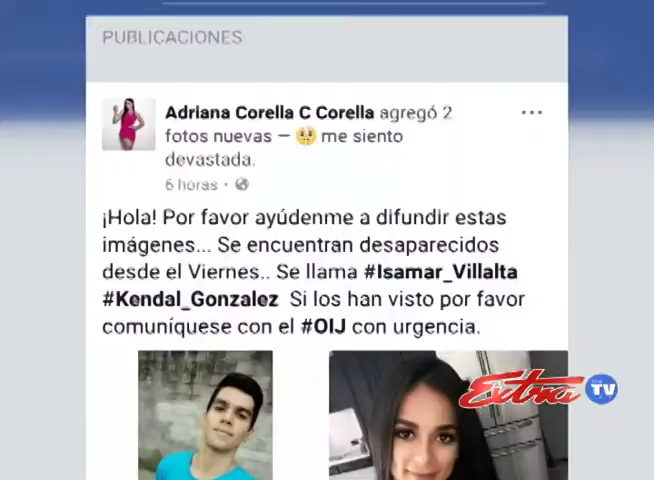 PUBLICACIONES
Adriana Corella C Corella agregó 2
fotos nuevas — me siento
devastada.
6 horas ·
¡Hola! Por favor ayúdenme a difundir estas
imágenes... Se encuentran desaparecidos
desde el Viernes.. Se llama #Isamar_Villalta
#Kendal_Gonzalez Si los han visto por favor
comuníquese con el #OIJ con urgencia.
Extra TV